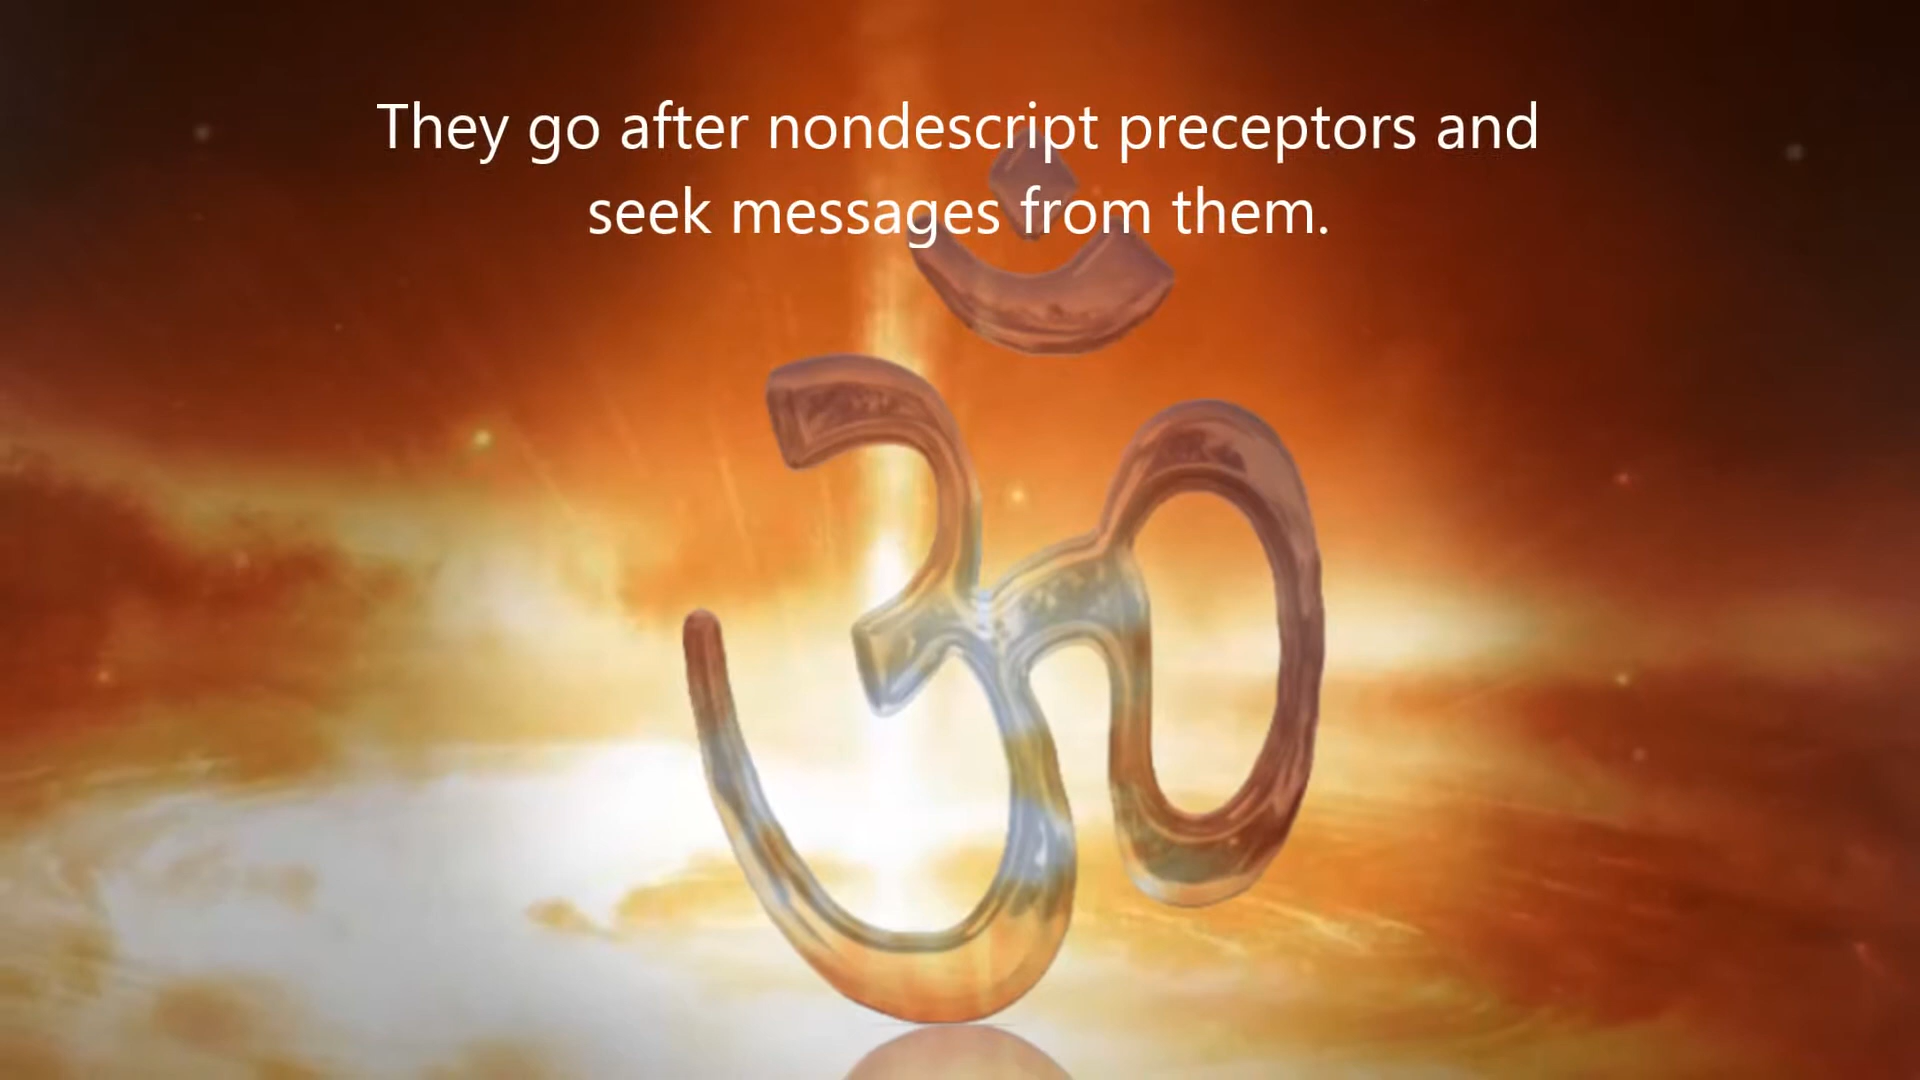 They go after nondescript preceptors and
seek messages from them.
ॐ